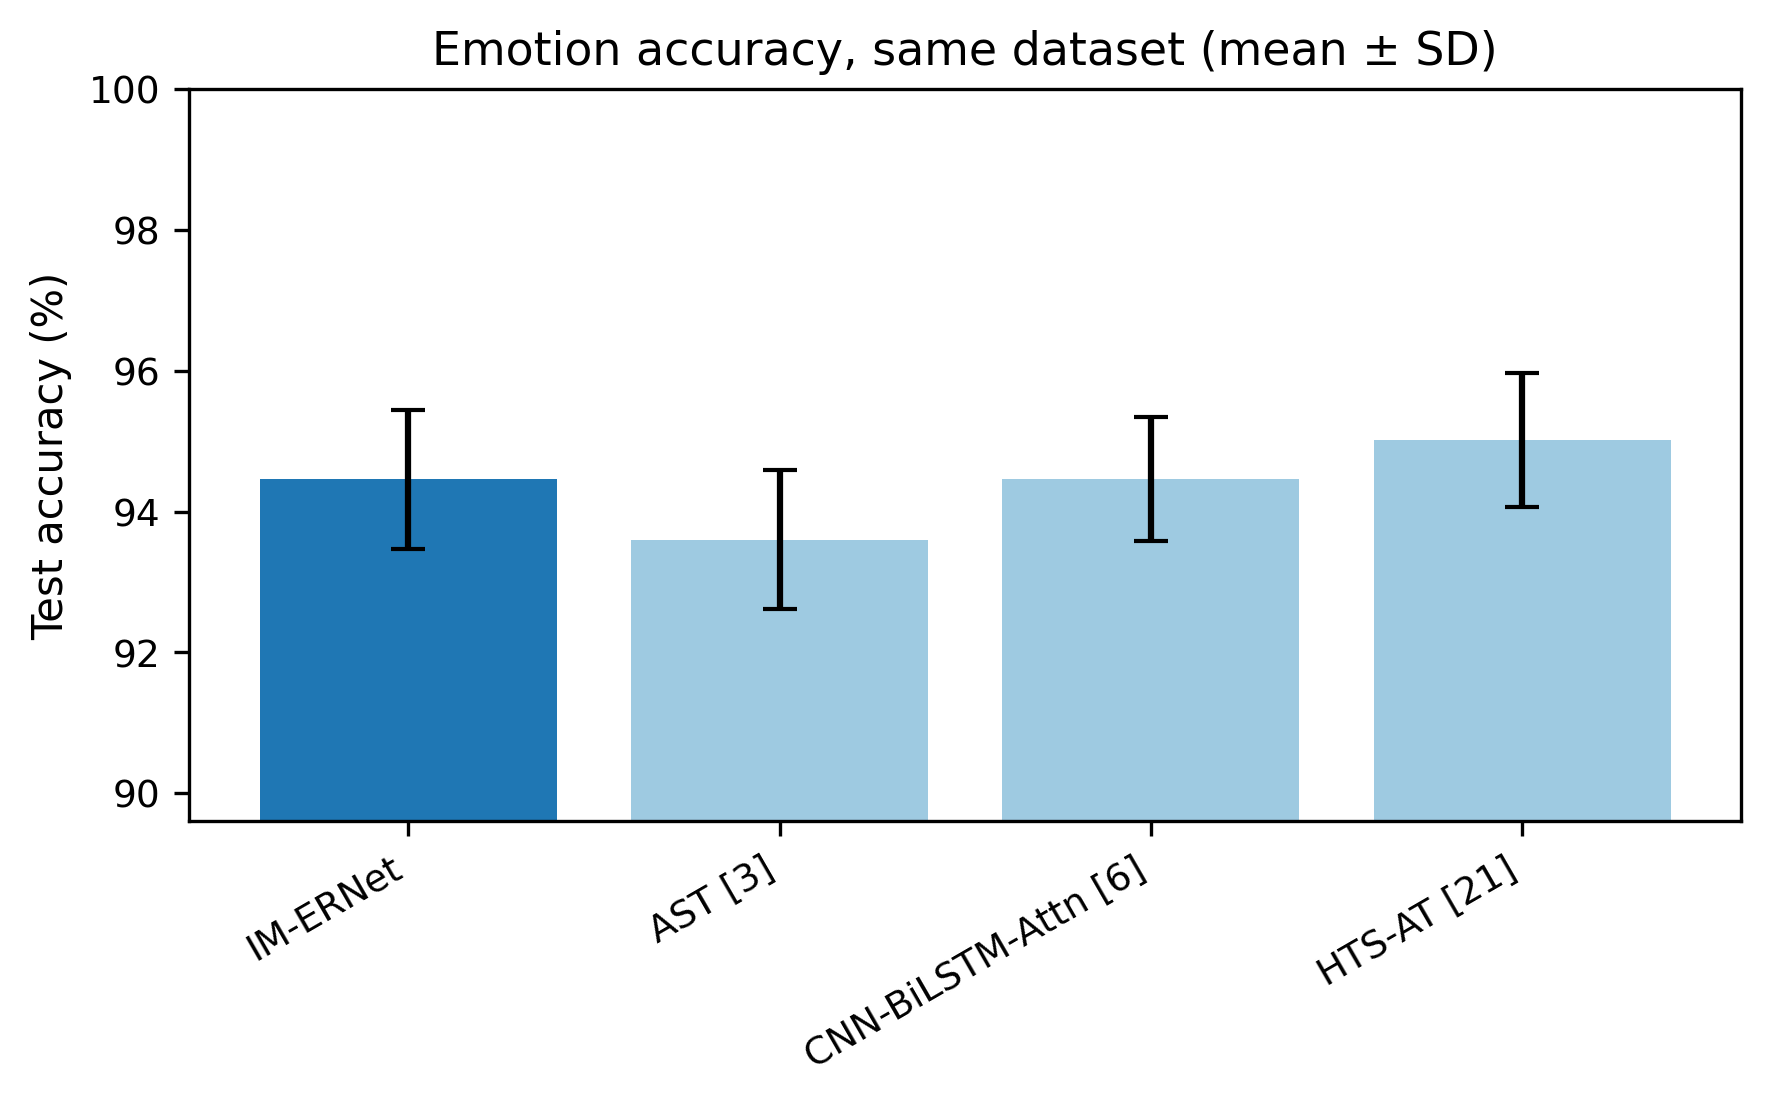 Emotion accuracy, same dataset (mean ± SD)
Test accuracy (%)
100
98
96
94
92
90
IM-ERNet
AST [3]
CNN-BiLSTM-Attn [6]
HTS-AT [21]